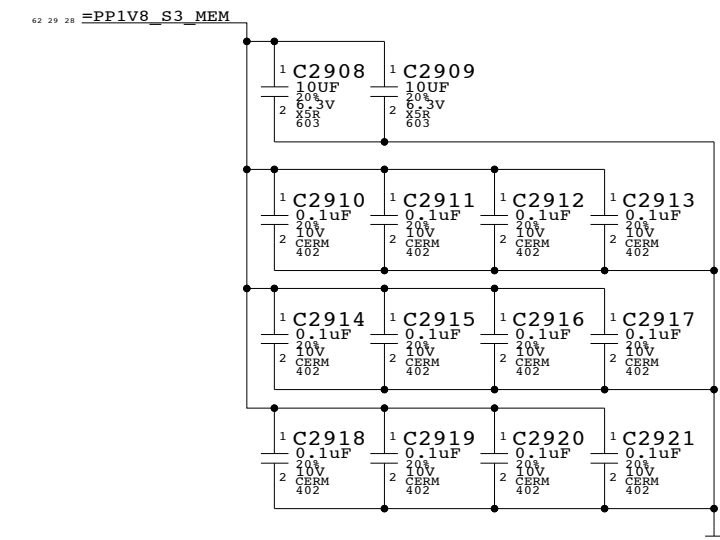 62 29 28 =PP1V8_S3_MEM
1 C2908
10UF
20%
6.3V
2 X5R
603
1 C2909
10UF
20%
6.3V
2 X5R
603
1 C2910
0.1uF
20%
10V
2 CERM
402
1 C2911
0.1uF
20%
10V
2 CERM
402
1 C2912
0.1uF
20%
10V
2 CERM
402
1 C2913
0.1uF
20%
10V
2 CERM
402
1 C2914
0.1uF
20%
10V
2 CERM
402
1 C2915
0.1uF
20%
10V
2 CERM
402
1 C2916
0.1uF
20%
10V
2 CERM
402
1 C2917
0.1uF
20%
10V
2 CERM
402
1 C2918
0.1uF
20%
10V
2 CERM
402
1 C2919
0.1uF
20%
10V
2 CERM
402
1 C2920
0.1uF
20%
10V
2 CERM
402
1 C2921
0.1uF
20%
10V
2 CERM
402